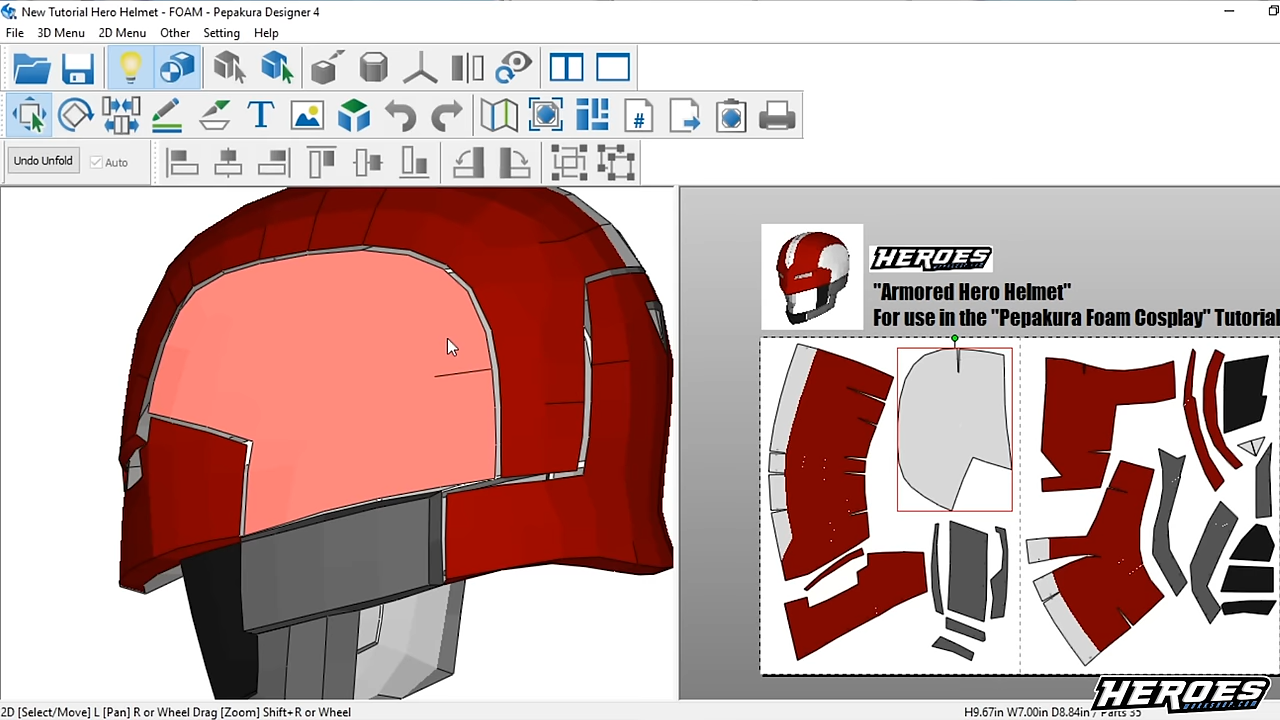 New Tutorial Hero Helmet - FOAM - Pepakura Designer 4
File 3D Menu 2D Menu Other Setting Help
T
#
Undo Unfold Auto
HEROES
"Armored Hero Helmet"
For use in the "Pepakura Foam Cosplay" Tutorial
HEROES
WORKSHOP.COM
2D [Select/Move] L [Pan] R or Wheel Drag [Zoom] Shift+R or Wheel
H9.67in W7.00in D8.84in / Parts 35